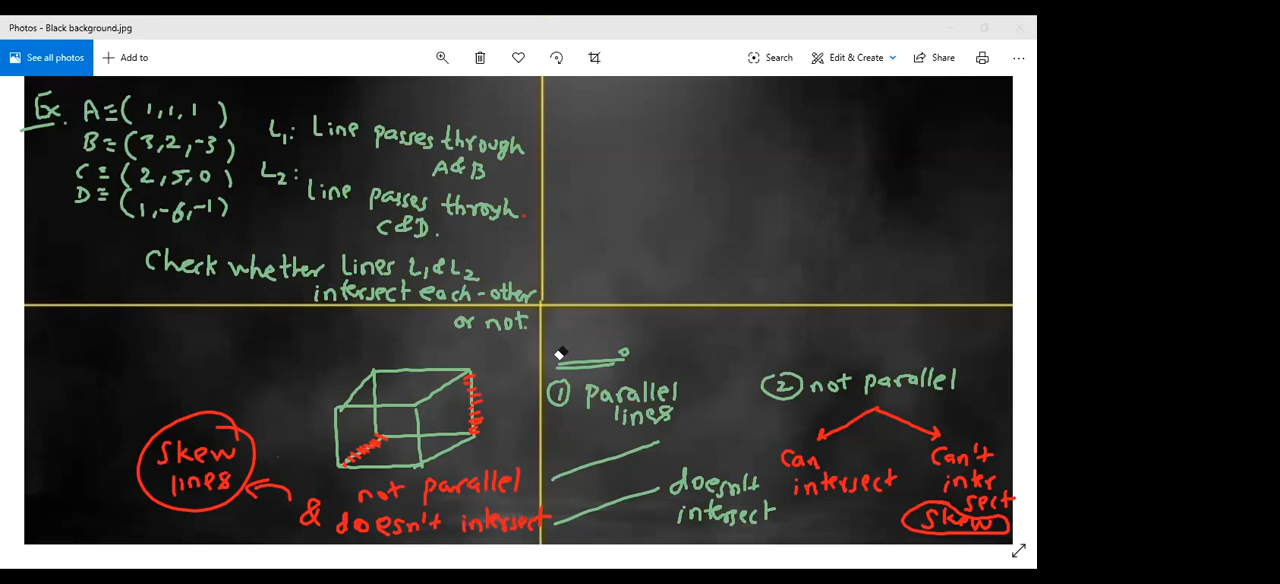 Photos - Black background.jpg
See all photos
Add to
Search
Edit & Create
Share
Ex.
A ≡ ( 1, 1, 1 )
B ≡ (3, 2, -3)
C ≡ ( 2, 5, 0 )
D ≡ (1, -6, -1)
L₁: Line passes through
A & B
L₂:
Line passes through.
C & D.
Check whether Lines L₁ & L₂
intersect each-other
or not.
Skew
lines
not parallel
& doesn't intersect
① parallel
lines
doesn't
intersect
② not parallel
Can
intersect
Can't
inter
sect
Skew